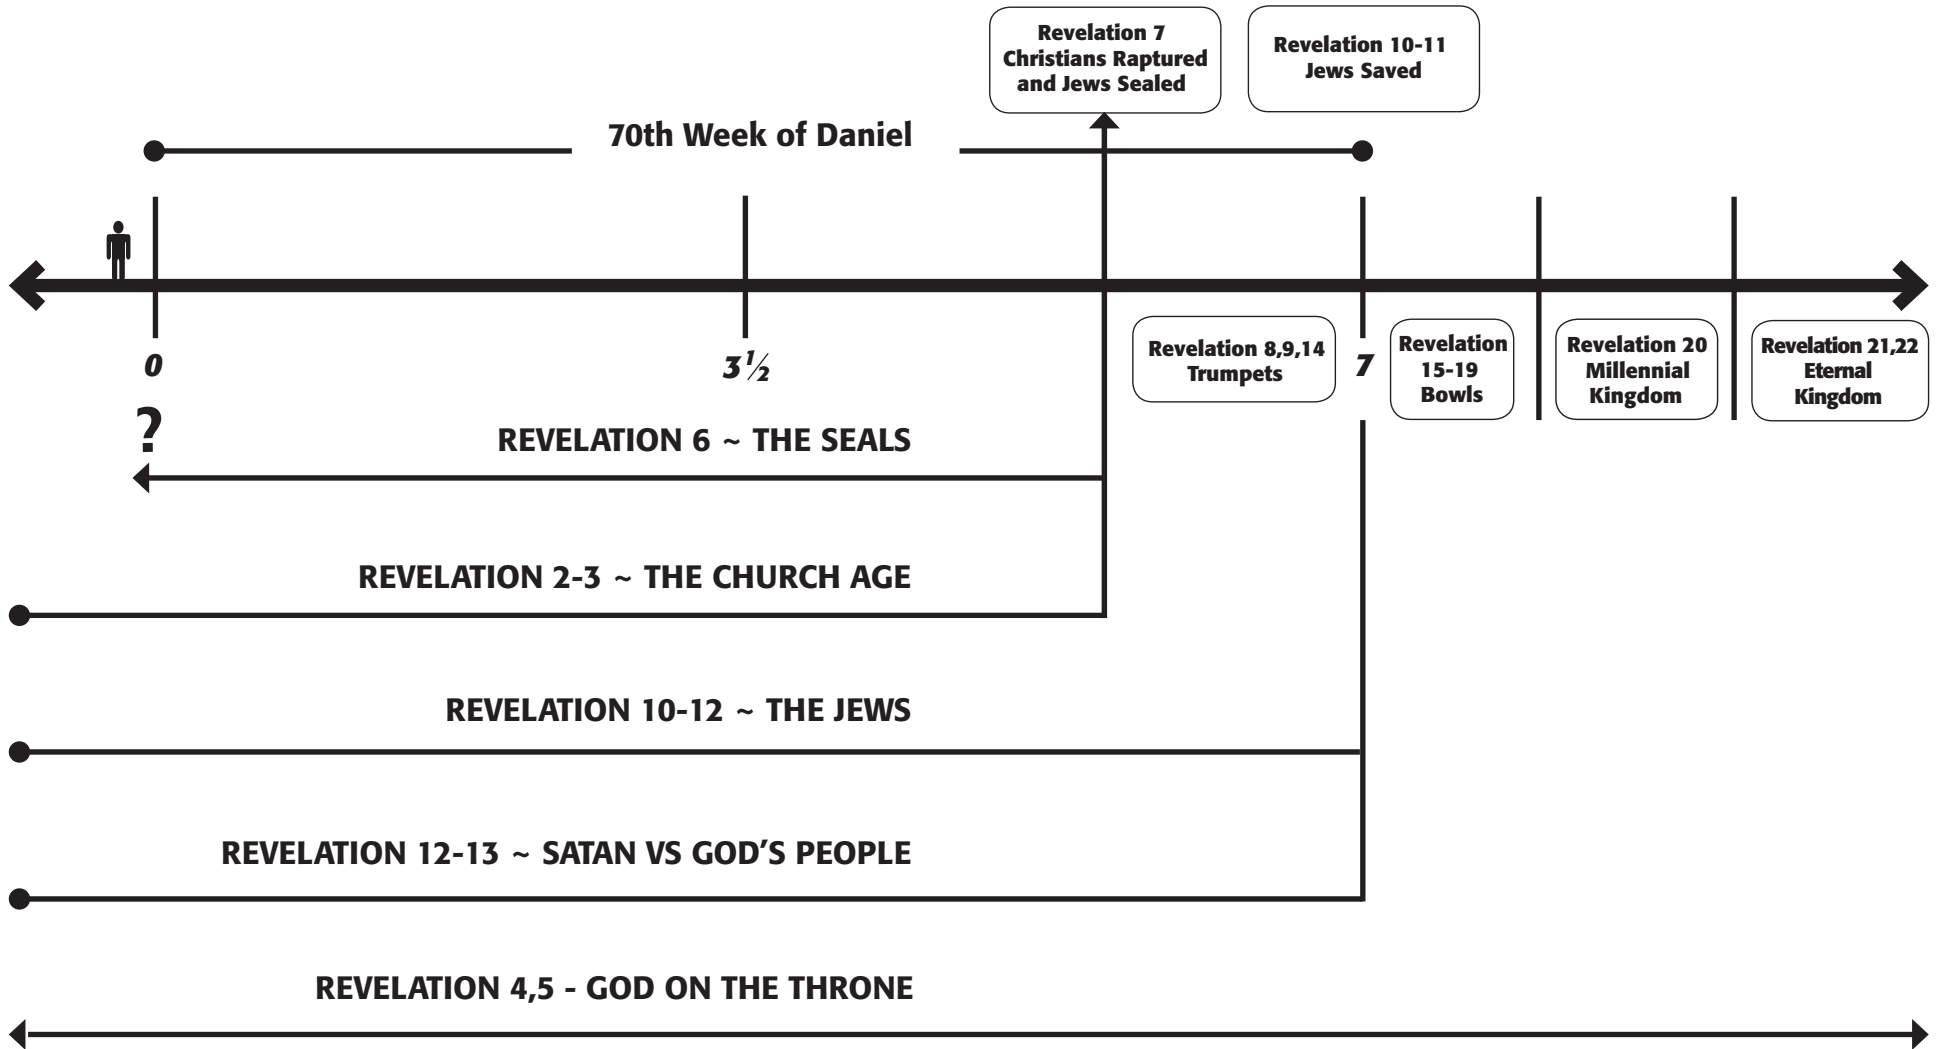 Revelation 7
Christians Raptured
and Jews Sealed
Revelation 10-11
Jews Saved
70th Week of Daniel
0
3 ½
7
?
Revelation 8,9,14
Trumpets
Revelation
15-19
Bowls
Revelation 20
Millennial
Kingdom
Revelation 21,22
Eternal
Kingdom
REVELATION 6 ~ THE SEALS
REVELATION 2-3 ~ THE CHURCH AGE
REVELATION 10-12 ~ THE JEWS
REVELATION 12-13 ~ SATAN VS GOD'S PEOPLE
REVELATION 4,5 - GOD ON THE THRONE